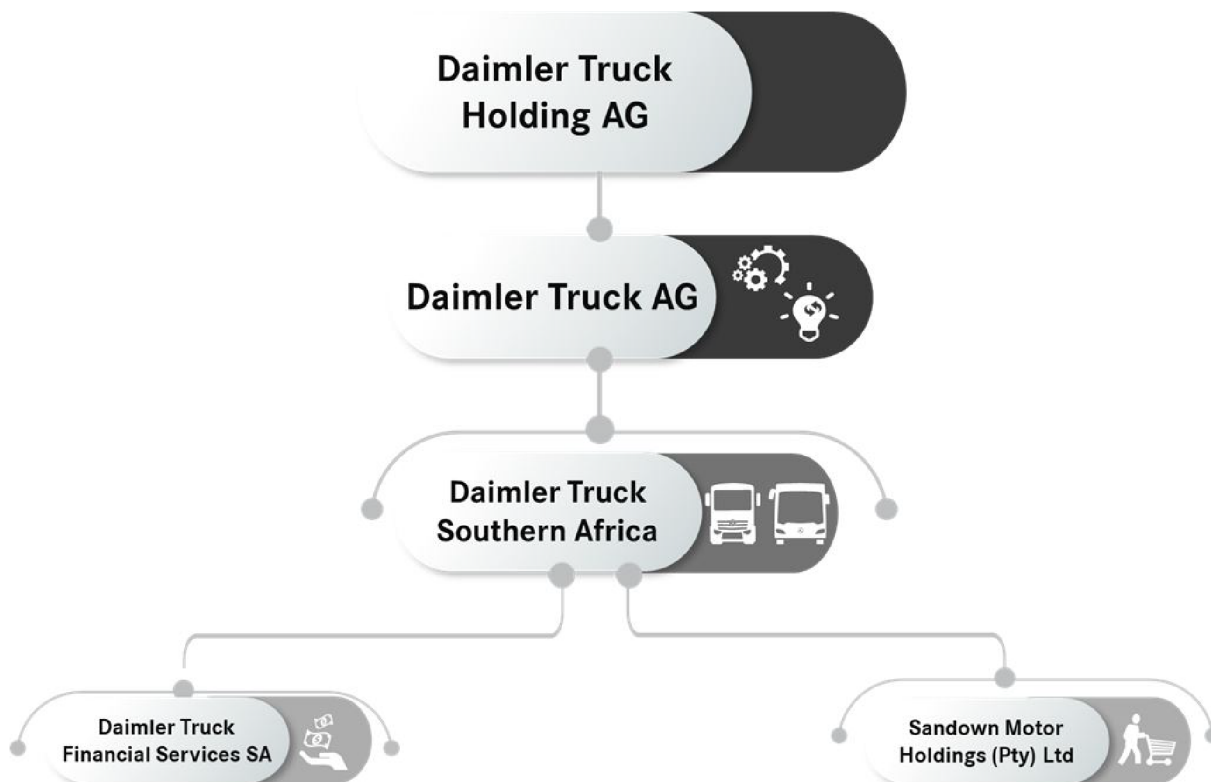 Daimler Truck
Holding AG
Daimler Truck AG
Daimler Truck
Southern Africa
Daimler Truck
Financial Services SA
Sandown Motor
Holdings (Pty) Ltd